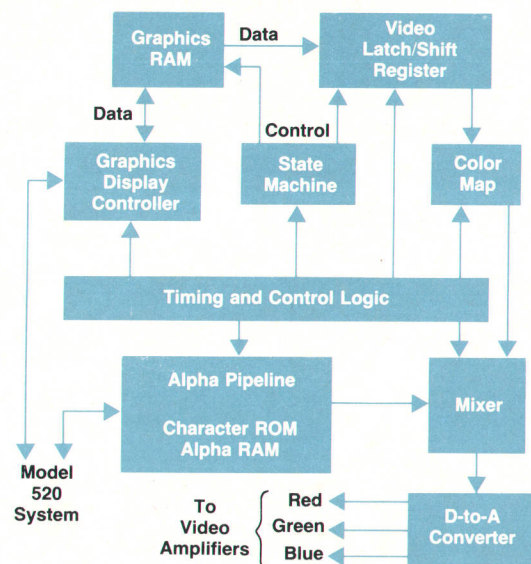 Graphics
RAM
Data
Video
Latch/Shift
Register
Data
Control
Graphics
Display
Controller
State
Machine
Color
Map
Timing and Control Logic
Alpha Pipeline
Character ROM
Alpha RAM
Mixer
Model
520
System
To
Video
Amplifiers
Red
Green
Blue
D-to-A
Converter